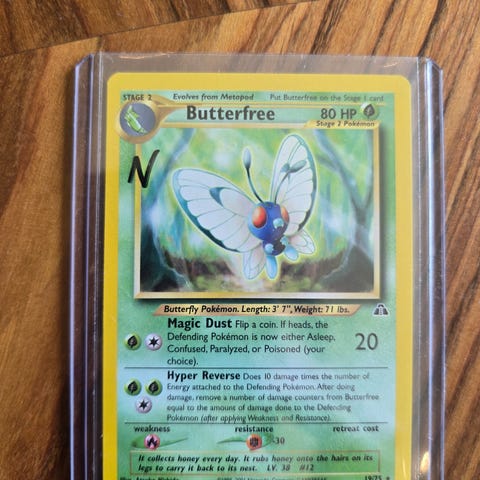 STAGE 2 Evolves from Metapod Put Butterfree on the Stage 1 card
Butterfree 80 HP
Stage 2 Pokémon
N
Butterfly Pokémon. Length: 3' 7", Weight: 71 lbs.
Magic Dust Flip a coin. If heads, the
Defending Pokémon is now either Asleep,
Confused, Paralyzed, or Poisoned (your
choice).
20
Hyper Reverse Does 10 damage times the number of
Energy attached to the Defending Pokémon. After doing
damage, remove a number of damage counters from Butterfree
equal to the amount of damage done to the Defending
Pokémon (after applying Weakness and Resistance).
weakness resistance retreat cost
-30
It collects honey every day. It rubs honey onto the hairs on its
legs to carry it back to its nest. LV. 38 #12
19/75